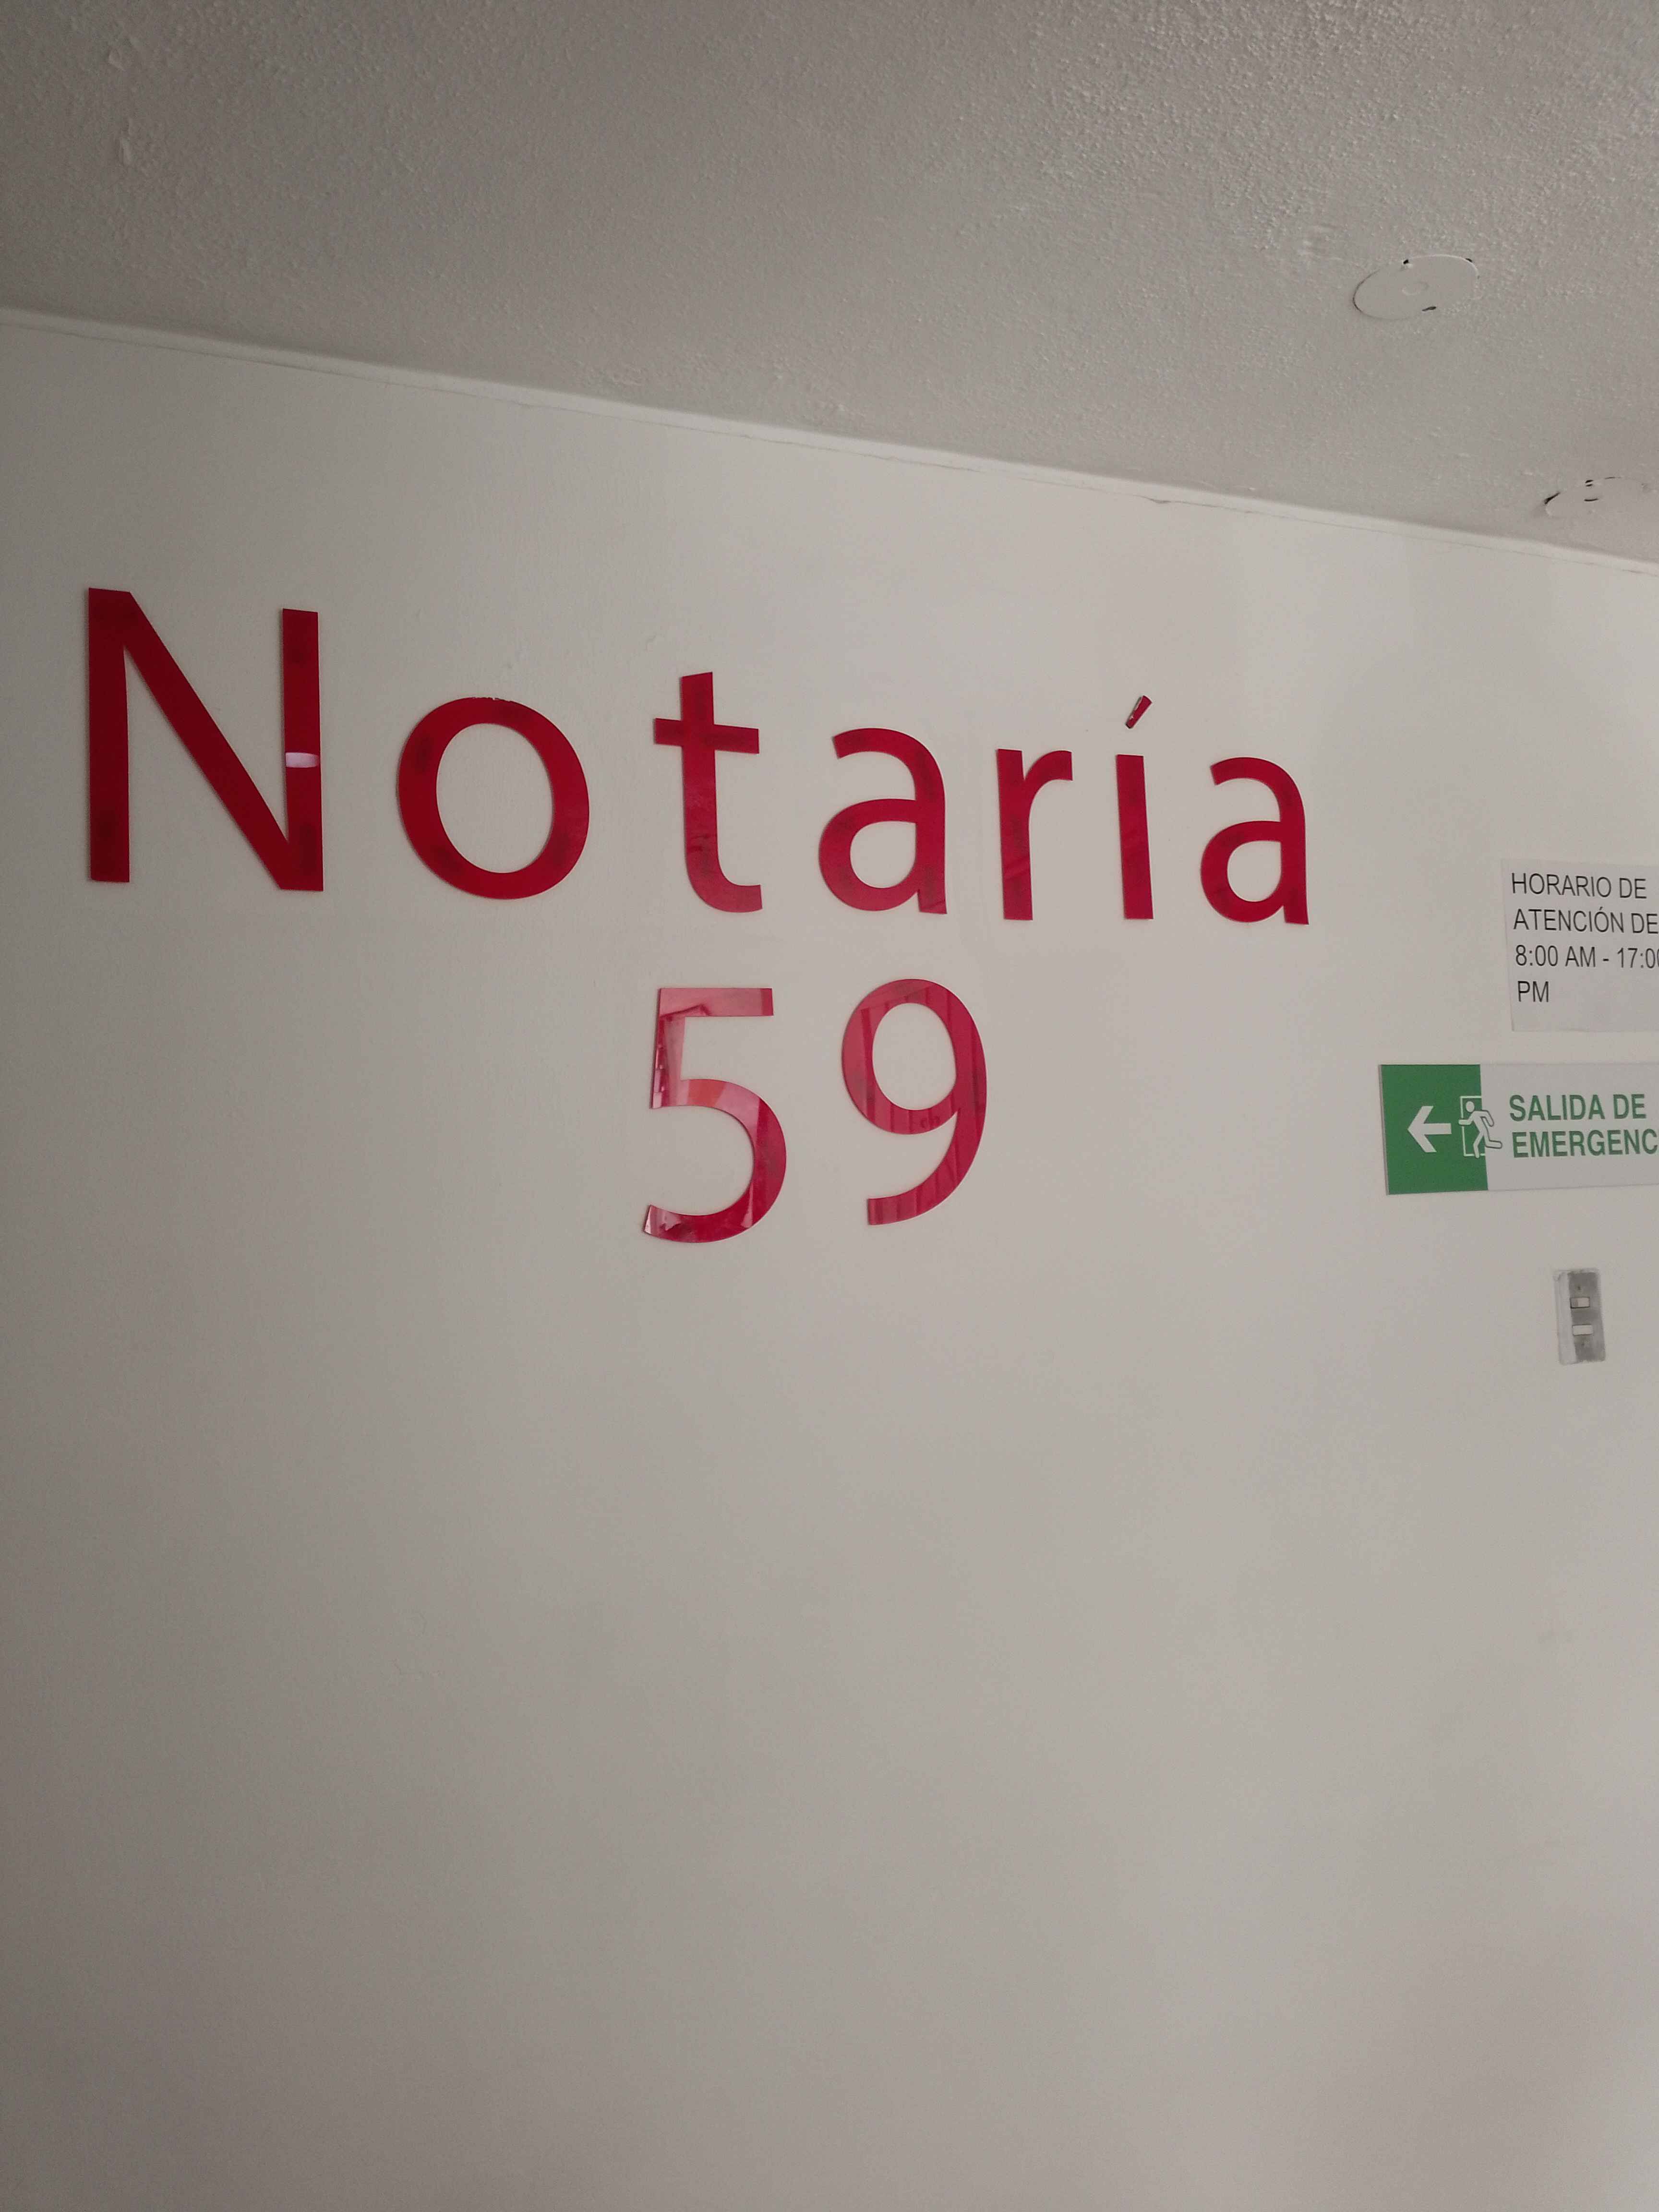 Notaría
59
HORARIO DE
ATENCIÓN DE
8:00 AM - 17:00
PM
SALIDA DE